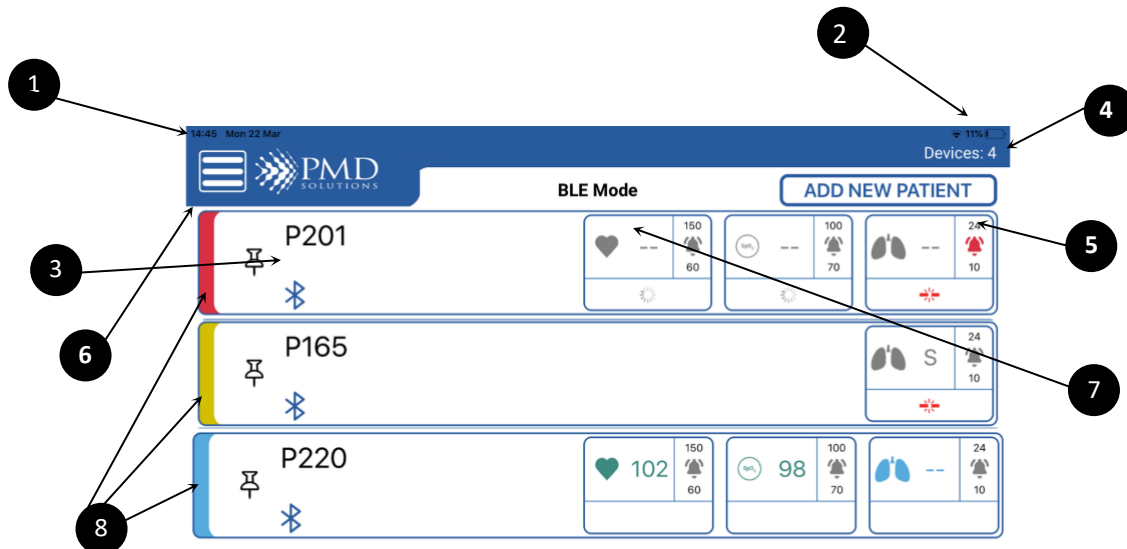 2
1
4
14:45 Mon 22 Mar
11%
Devices: 4
PMD
SOLUTIONS
BLE Mode
ADD NEW PATIENT
P201
-- 150 60
SpO₂ -- 100 70
-- 24 10
5
3
6
P165
S 24 10
7
P220
102 150 60
SpO₂ 98 100 70
-- 24 10
8